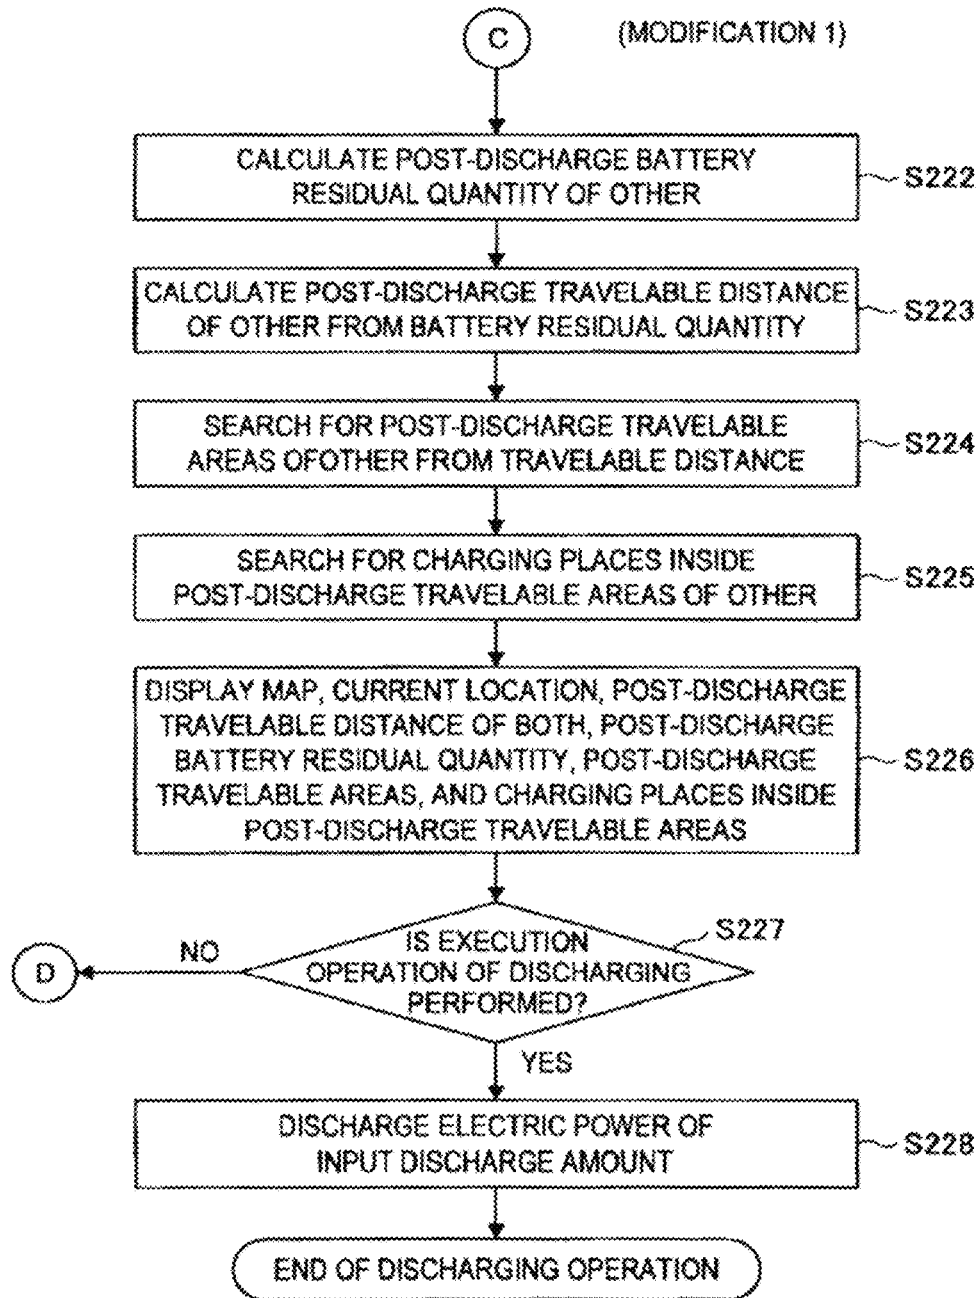 C
(MODIFICATION 1)
CALCULATE POST-DISCHARGE BATTERY
RESIDUAL QUANTITY OF OTHER
S222
CALCULATE POST-DISCHARGE TRAVELABLE DISTANCE
OF OTHER FROM BATTERY RESIDUAL QUANTITY
S223
SEARCH FOR POST-DISCHARGE TRAVELABLE
AREAS OFOTHER FROM TRAVELABLE DISTANCE
S224
SEARCH FOR CHARGING PLACES INSIDE
POST-DISCHARGE TRAVELABLE AREAS OF OTHER
S225
DISPLAY MAP, CURRENT LOCATION, POST-DISCHARGE
TRAVELABLE DISTANCE OF BOTH, POST-DISCHARGE
BATTERY RESIDUAL QUANTITY, POST-DISCHARGE
TRAVELABLE AREAS, AND CHARGING PLACES INSIDE
POST-DISCHARGE TRAVELABLE AREAS
S226
S227
IS EXECUTION
OPERATION OF DISCHARGING
PERFORMED?
NO
D
YES
DISCHARGE ELECTRIC POWER OF
INPUT DISCHARGE AMOUNT
S228
END OF DISCHARGING OPERATION